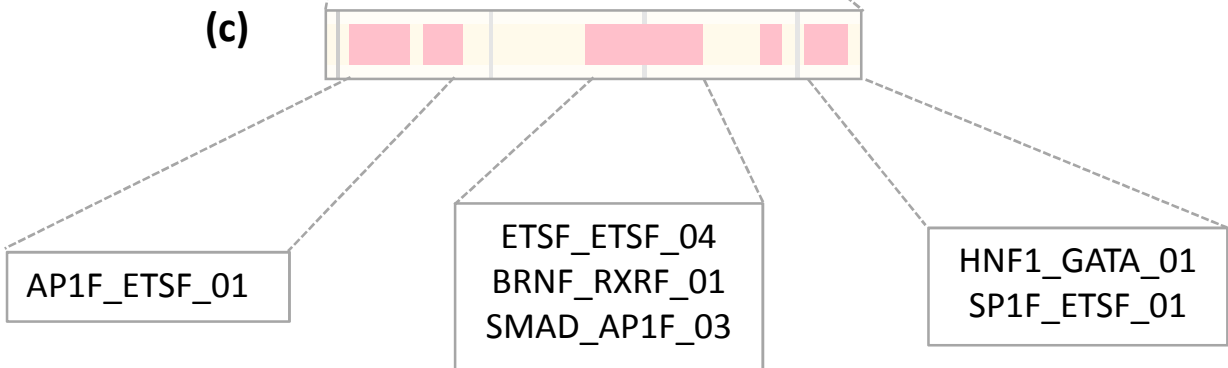 (c)
AP1F_ETSF_01
ETSF_ETSF_04
BRNF_RXRF_01
SMAD_AP1F_03
HNF1_GATA_01
SP1F_ETSF_01